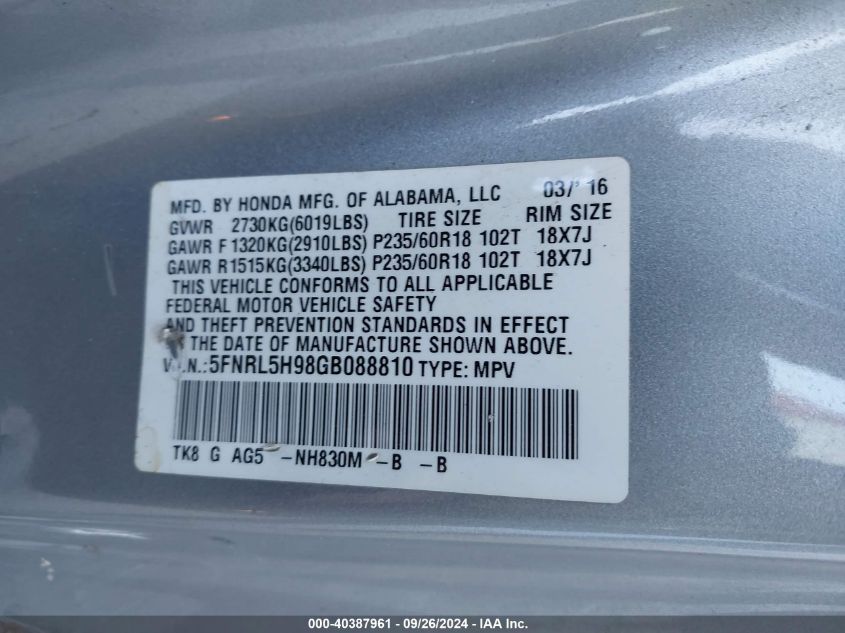 MFD. BY HONDA MFG. OF ALABAMA, LLC 03/'16
GVWR 2730KG(6019LBS) TIRE SIZE RIM SIZE
GAWR F 1320KG(2910LBS) P235/60R18 102T 18X7J
GAWR R1515KG(3340LBS) P235/60R18 102T 18X7J
THIS VEHICLE CONFORMS TO ALL APPLICABLE
FEDERAL MOTOR VEHICLE SAFETY
AND THEFT PREVENTION STANDARDS IN EFFECT
THE DATE OF MANUFACTURE SHOWN ABOVE.
5FNRL5H98GB088810 TYPE: MPV
TK8 G AG5 -NH830M -B -B
000-40387961 - 09/26/2024 - IAA Inc.